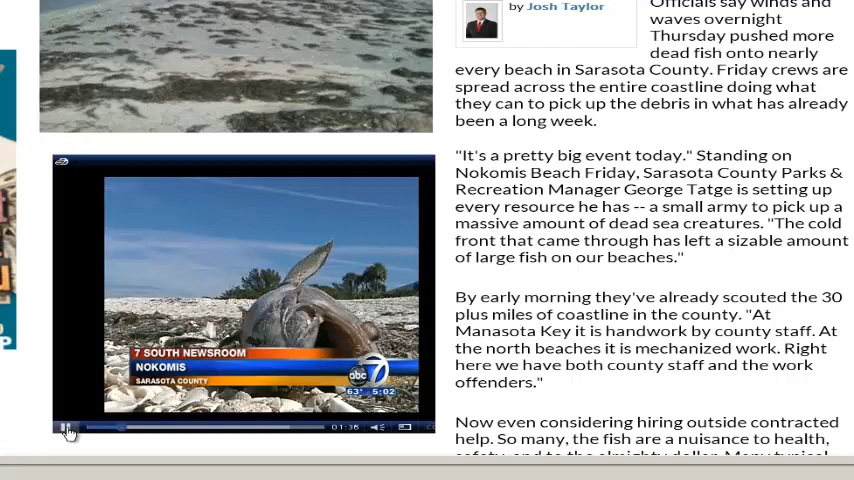 Officials say winds and
by Josh Taylor
waves overnight
Thursday pushed more
dead fish onto nearly
every beach in Sarasota County. Friday crews are
spread across the entire coastline doing what
they can to pick up the debris in what has already
been a long week.
"It's a pretty big event today." Standing on
Nokomis Beach Friday, Sarasota County Parks &
Recreation Manager George Tatge is setting up
every resource he has -- a small army to pick up a
massive amount of dead sea creatures. "The cold
front that came through has left a sizable amount
of large fish on our beaches."
By early morning they've already scouted the 30
plus miles of coastline in the county. "At
Manasota Key it is handwork by county staff. At
the north beaches it is mechanized work. Right
here we have both county staff and the work
offenders."
Now even considering hiring outside contracted
help. So many, the fish are a nuisance to health,
safety, and to the almighty dollar. Many typical
7 SOUTH NEWSROOM
NOKOMIS
SARASOTA COUNTY
abc 7
63° 5:02
01:36